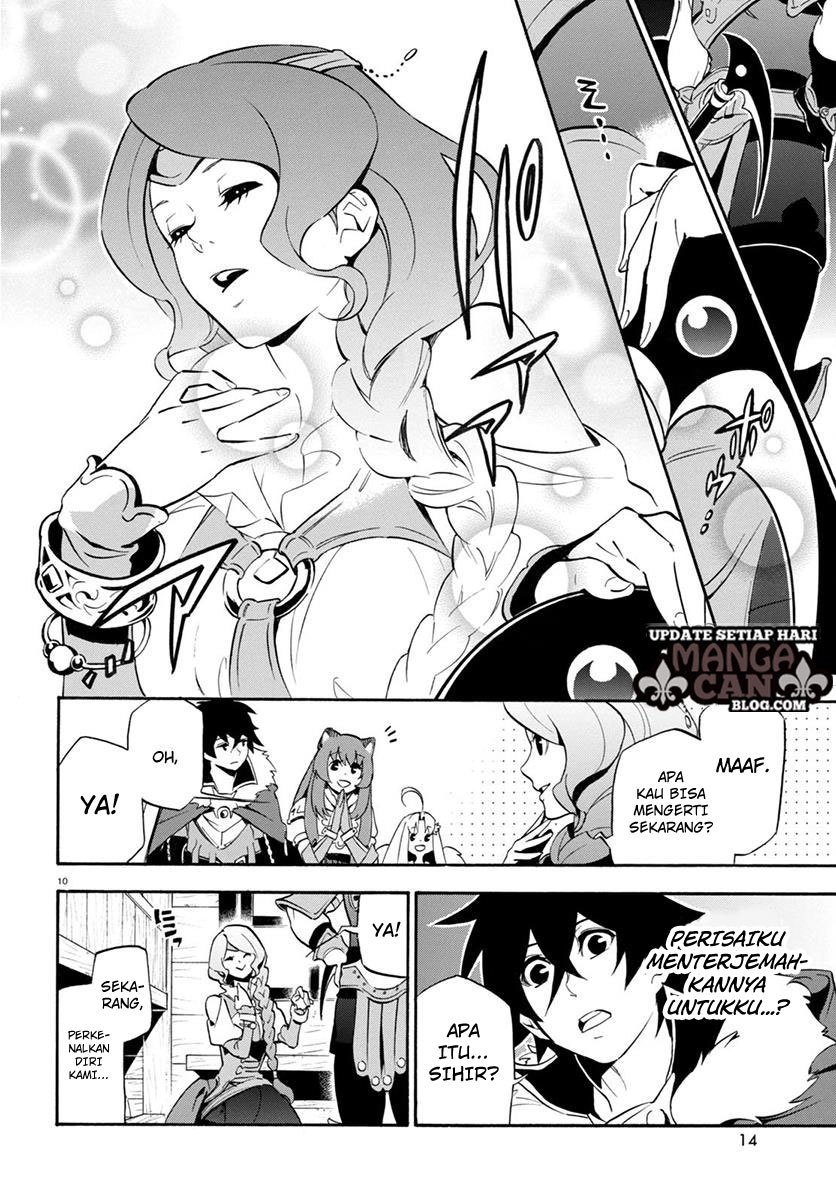 そ…
UPDATE SETIAP HARI
MANGA
CAN
BLOG.COM
MAAF.
APA
KAU BISA
MENGERTI
SEKARANG?
OH,
YA!
10
PERISAIKU
MENTERJEMAH-
KANNYA
UNTUKKU...?
APA
ITU...
SIHIR?
YA!
SEKA-
RANG,
PERKE-
NALKAN
DIRI
KAMI...
14